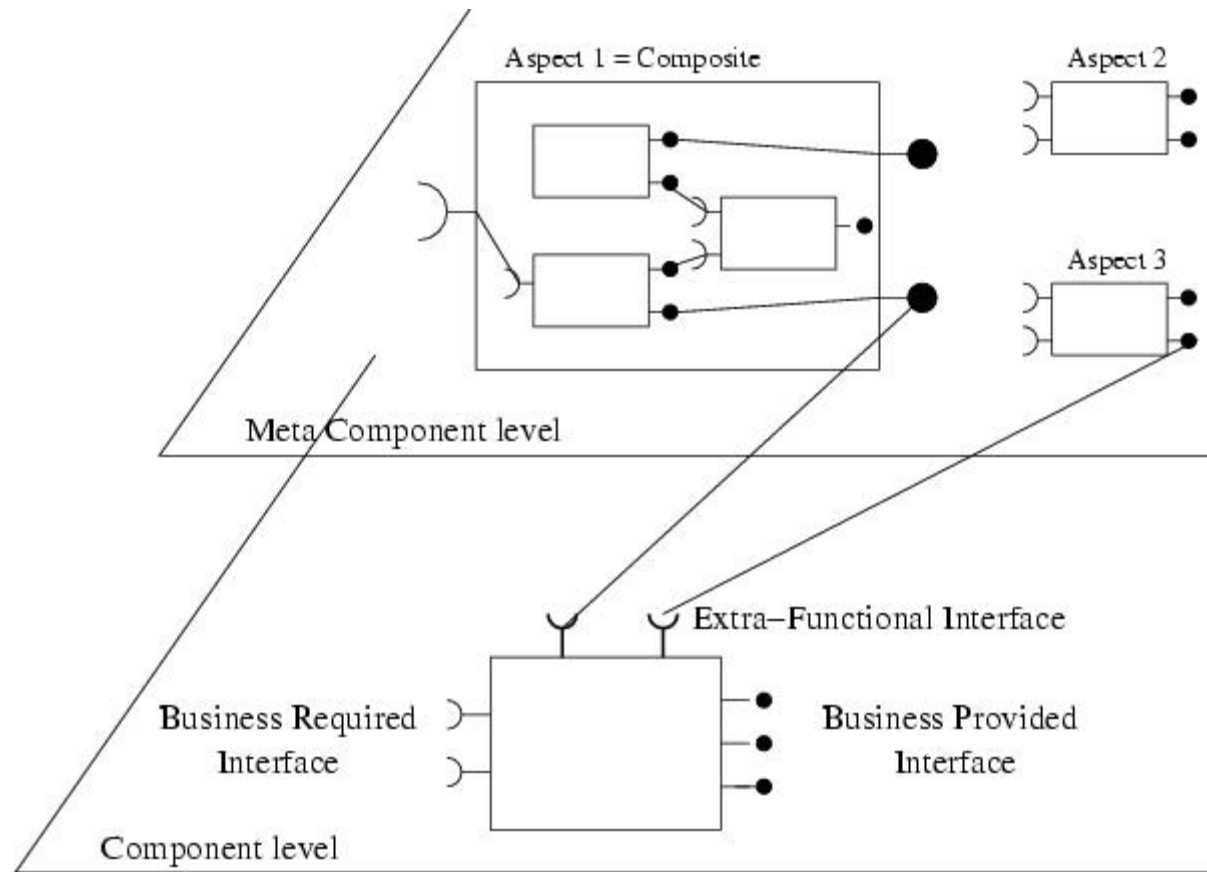 Aspect 1 = Composite
Aspect 2
Aspect 3
Meta Component level
Extra–Functional Interface
Business Required
Interface
Business Provided
Interface
Component level